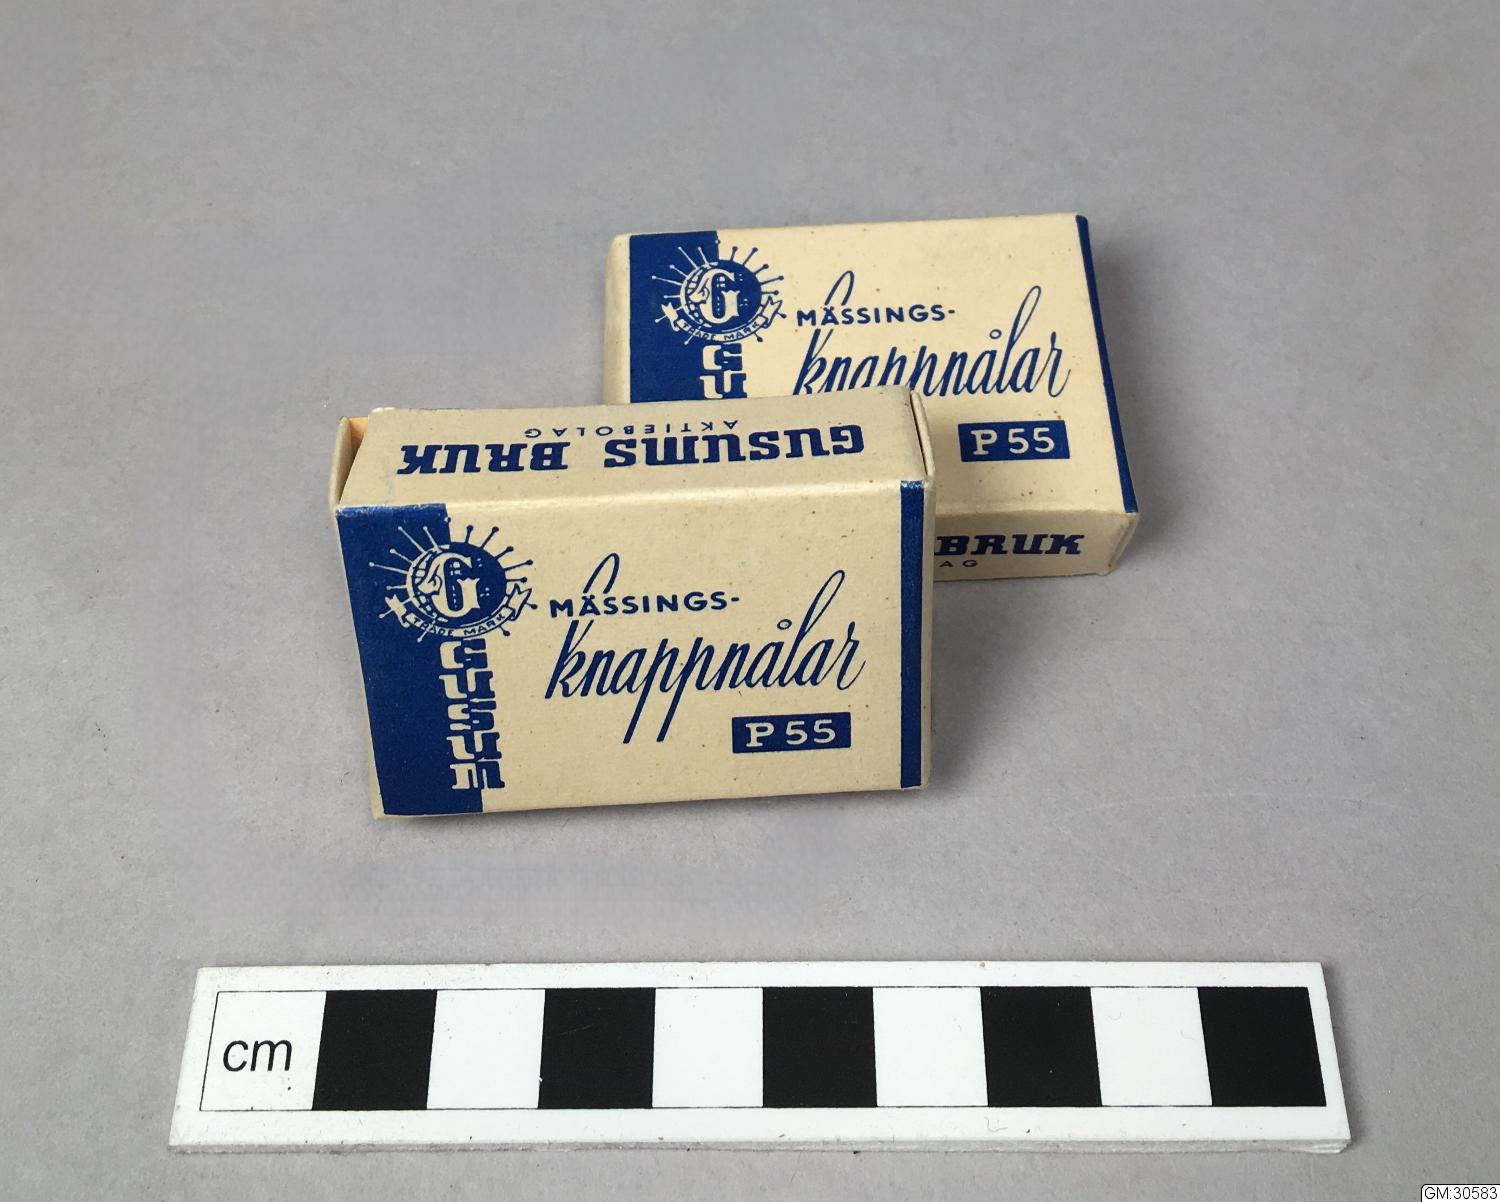 G
TRADE MARK
GU
MÄSSINGS-
knappnålar
P55
BRUK
AG
GUSUMS BRUK
AKTIEBOLAG
G
TRADE MARK
GUSUM
MÄSSINGS-
knappnålar
P55
cm
GM:30583